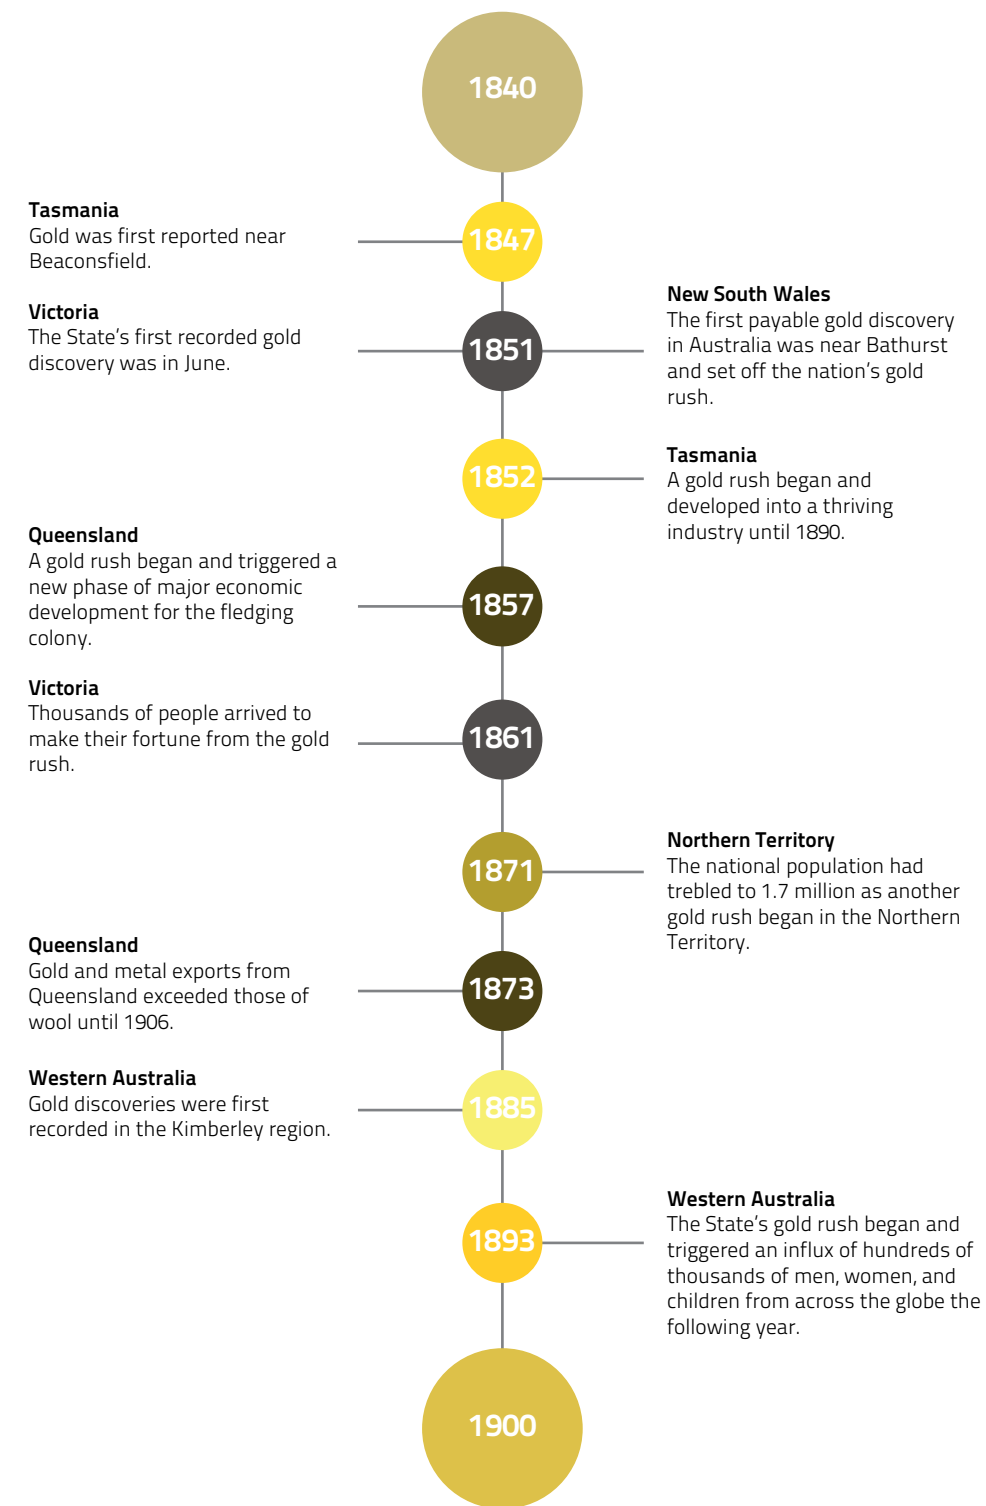 1840
Tasmania
Gold was first reported near
Beaconsfield.
1847
Victoria
The State's first recorded gold
discovery was in June.
1851
New South Wales
The first payable gold discovery
in Australia was near Bathurst
and set off the nation's gold
rush.
1852
Tasmania
A gold rush began and
developed into a thriving
industry until 1890.
Queensland
A gold rush began and triggered a
new phase of major economic
development for the fledging
colony.
1857
Victoria
Thousands of people arrived to
make their fortune from the gold
rush.
1861
1871
Northern Territory
The national population had
trebled to 1.7 million as another
gold rush began in the Northern
Territory.
Queensland
Gold and metal exports from
Queensland exceeded those of
wool until 1906.
1873
Western Australia
Gold discoveries were first
recorded in the Kimberley region.
1885
1893
Western Australia
The State's gold rush began and
triggered an influx of hundreds of
thousands of men, women, and
children from across the globe the
following year.
1900